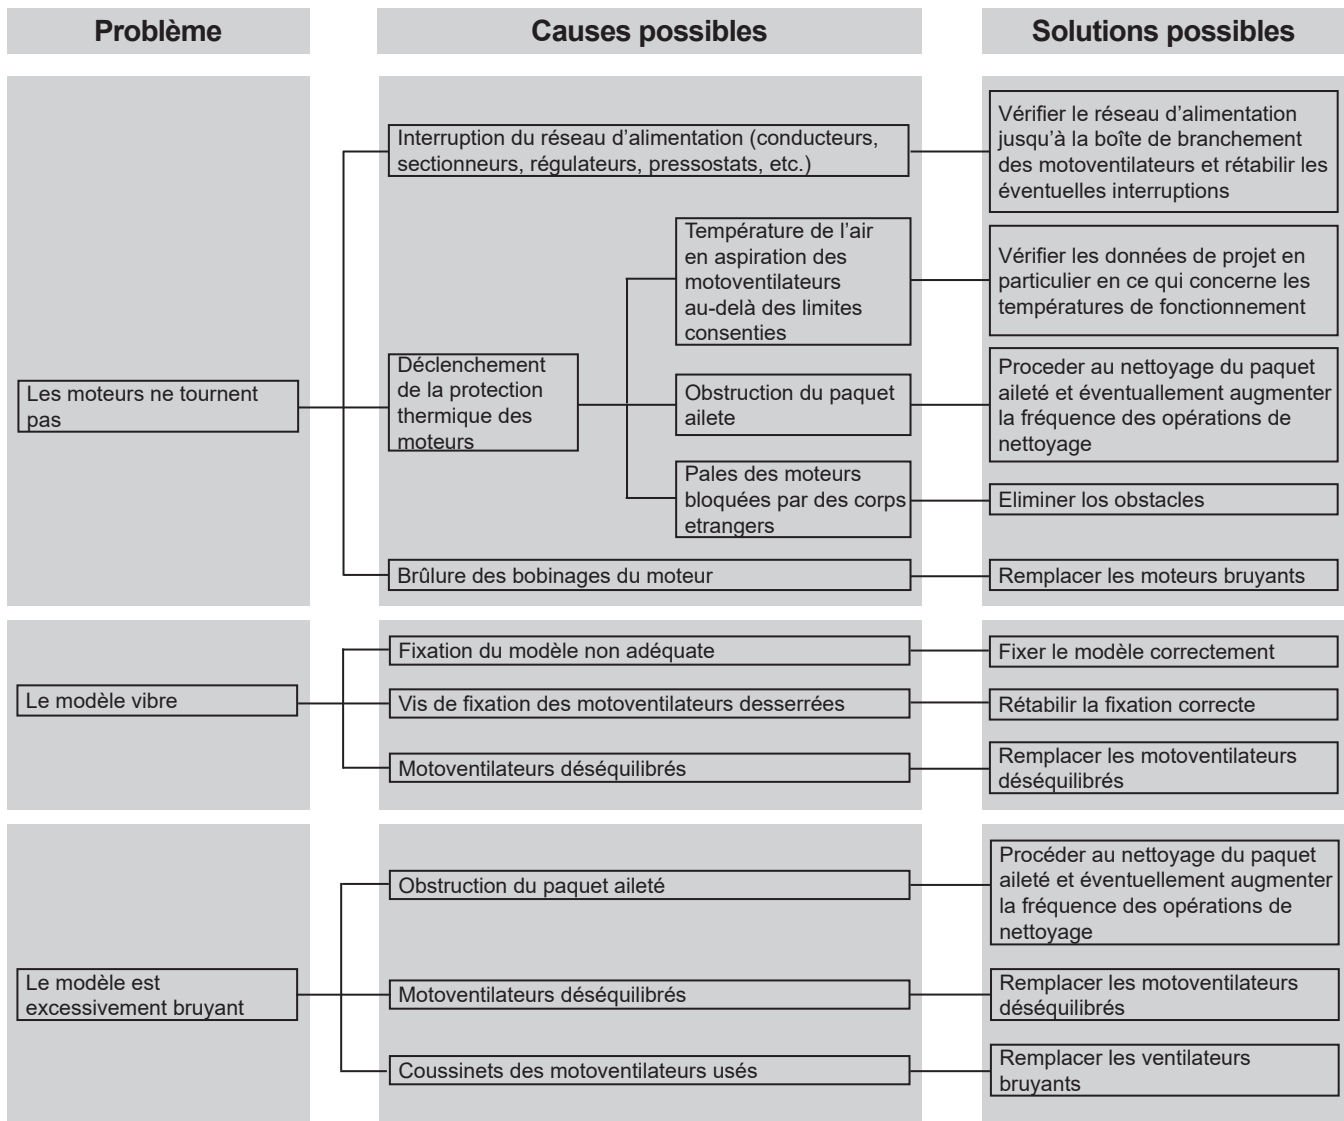 Problème
Causes possibles
Solutions possibles
Les moteurs ne tournent
pas
Interruption du réseau d'alimentation (conducteurs,
sectionneurs, régulateurs, pressostats, etc.)
Vérifier le réseau d'alimentation
jusqu'à la boîte de branchement
des motoventilateurs et rétabilir les
éventuelles interruptions
Déclenchement
de la protection
thermique des
moteurs
Température de l'air
en aspiration des
motoventilateurs
au-delà des limites
consenties
Vérifier les données de projet en
particulier en ce qui concerne les
températures de fonctionnement
Obstruction du paquet
ailete
Proceder au nettoyage du paquet
aileté et éventuallement augmenter
la fréquence des opérations de
nettoyage
Pales des moteurs
bloquées par des corps
etrangers
Eliminer los obstacles
Brûlure des bobinages du moteur
Remplacer les moteurs bruyants
Le modèle vibre
Fixation du modèle non adéquate
Fixer le modèle correctement
Vis de fixation des motoventilateurs desserrées
Rétabilir la fixation correcte
Motoventilateurs déséquilibrés
Remplacer les motoventilateurs
déséquilibrés
Le modèle est
excessivement bruyant
Obstruction du paquet aileté
Procéder au nettoyage du paquet
aileté et éventuellement augmenter
la fréquence des opérations de
nettoyage
Motoventilateurs déséquilibrés
Remplacer les motoventilateurs
déséquilibrés
Coussinets des motoventilateurs usés
Remplacer les ventilateurs
bruyants